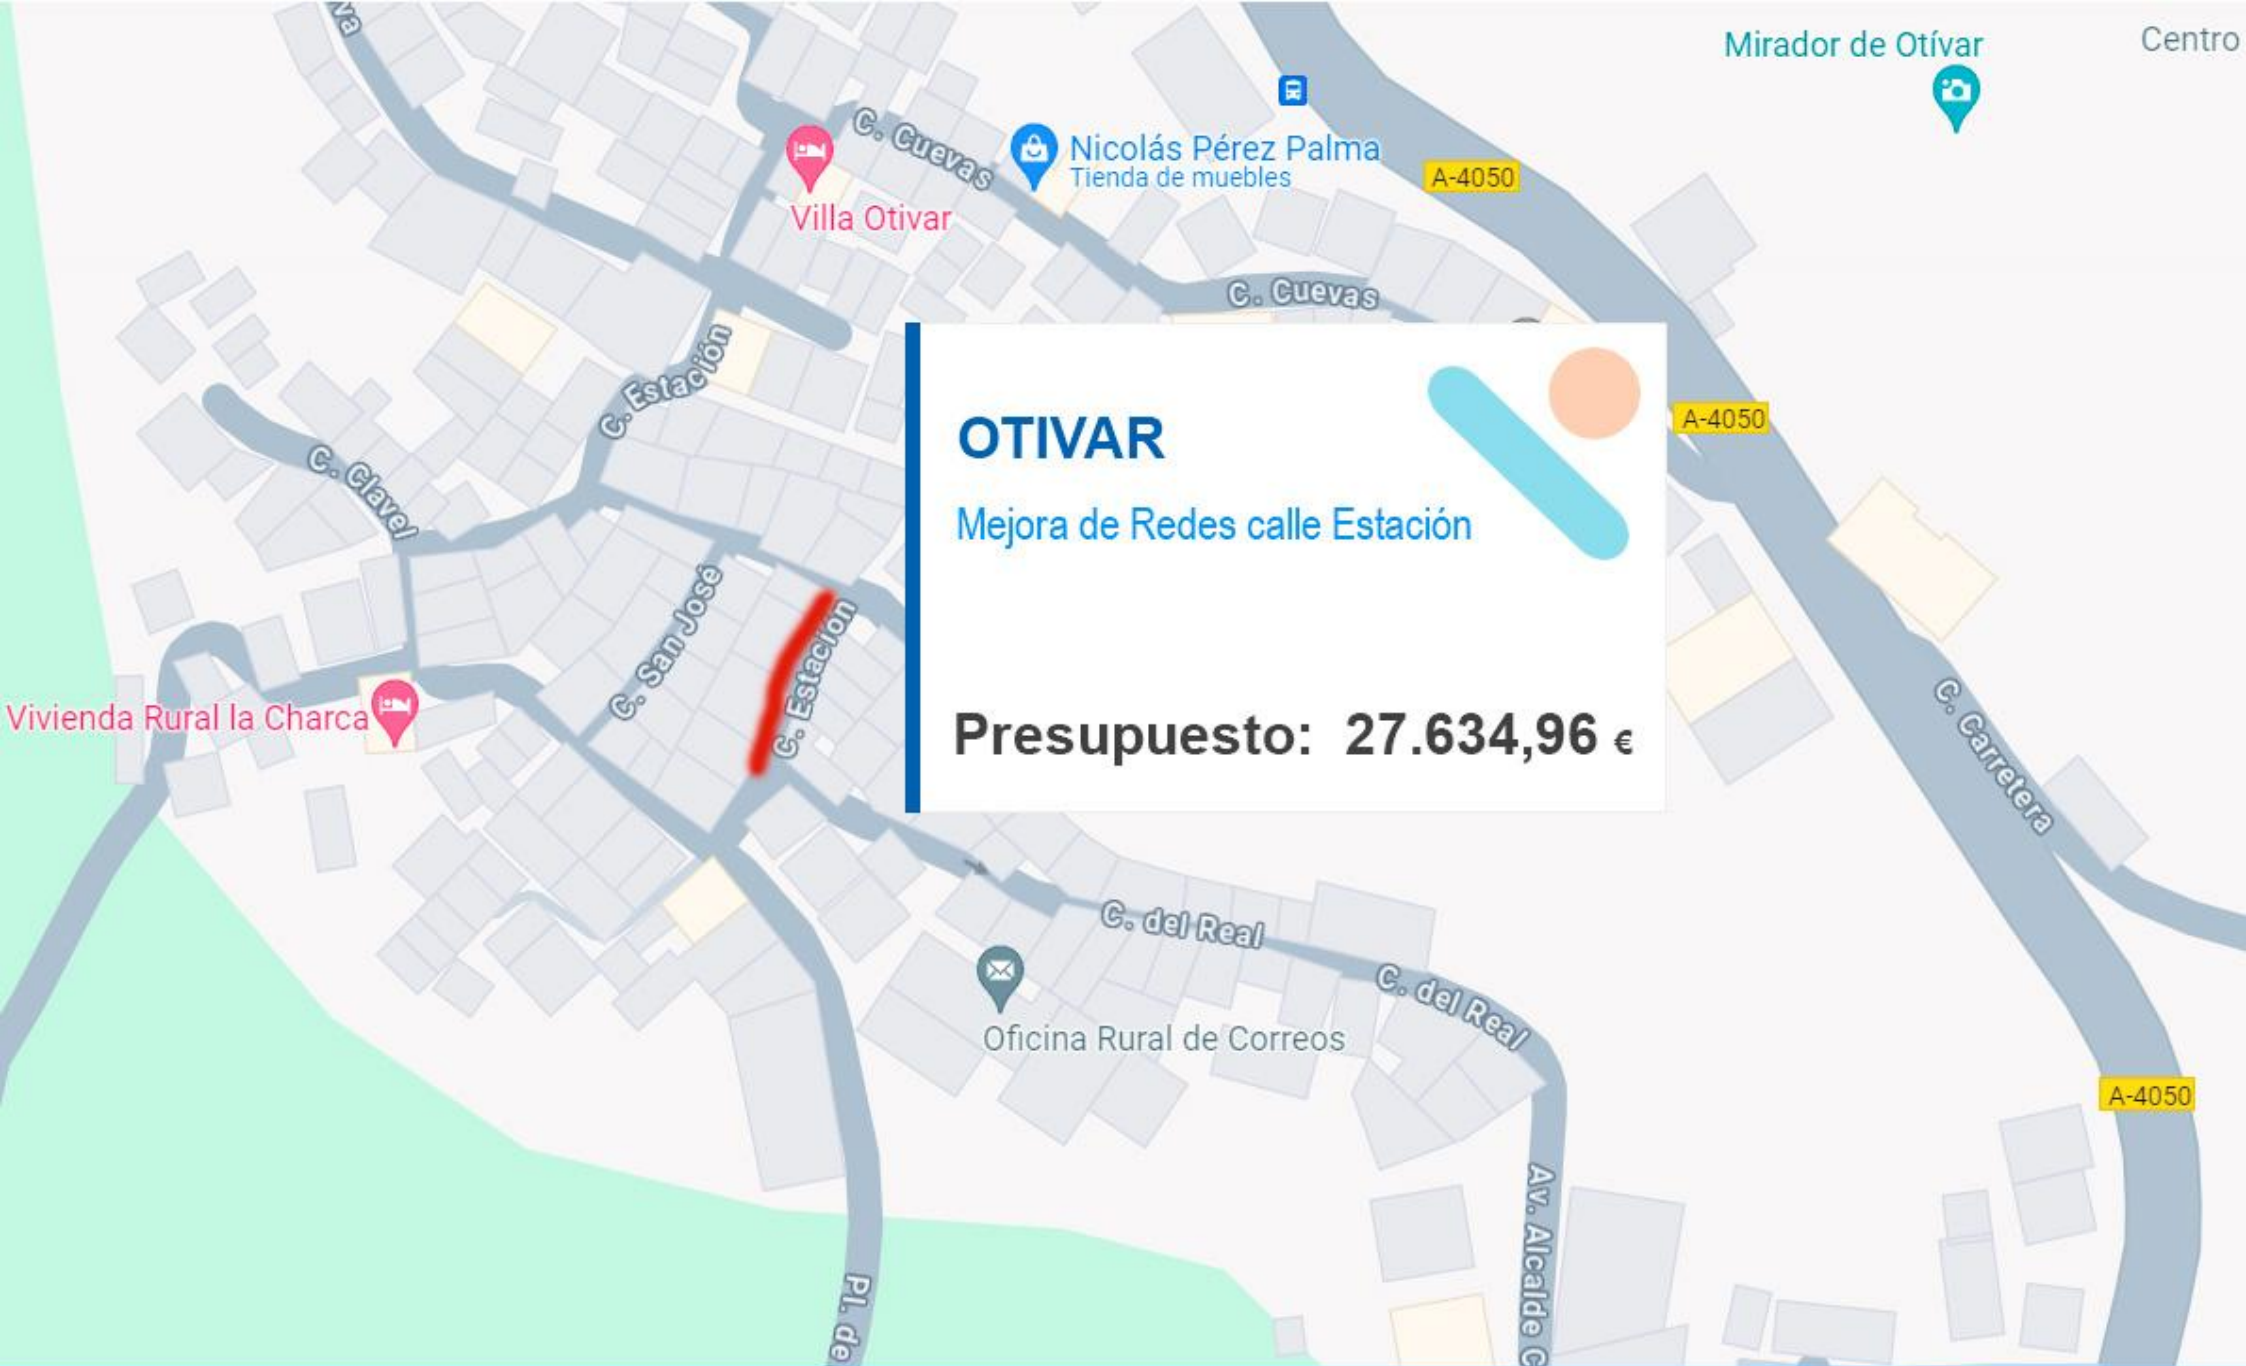 va
Mirador de Otívar
Centro
C. Cuevas
Nicolás Pérez Palma
Tienda de muebles
A-4050
Villa Otivar
C. Cuevas
C. Estación
A-4050
OTIVAR
Mejora de Redes calle Estación
C. Clavel
C. San José
C. Estación
Vivienda Rural la Charca
Presupuesto: 27.634,96 €
C. Carretera
C. del Real
C. del Real
Oficina Rural de Correos
A-4050
Av. Alcalde C
Pl. de